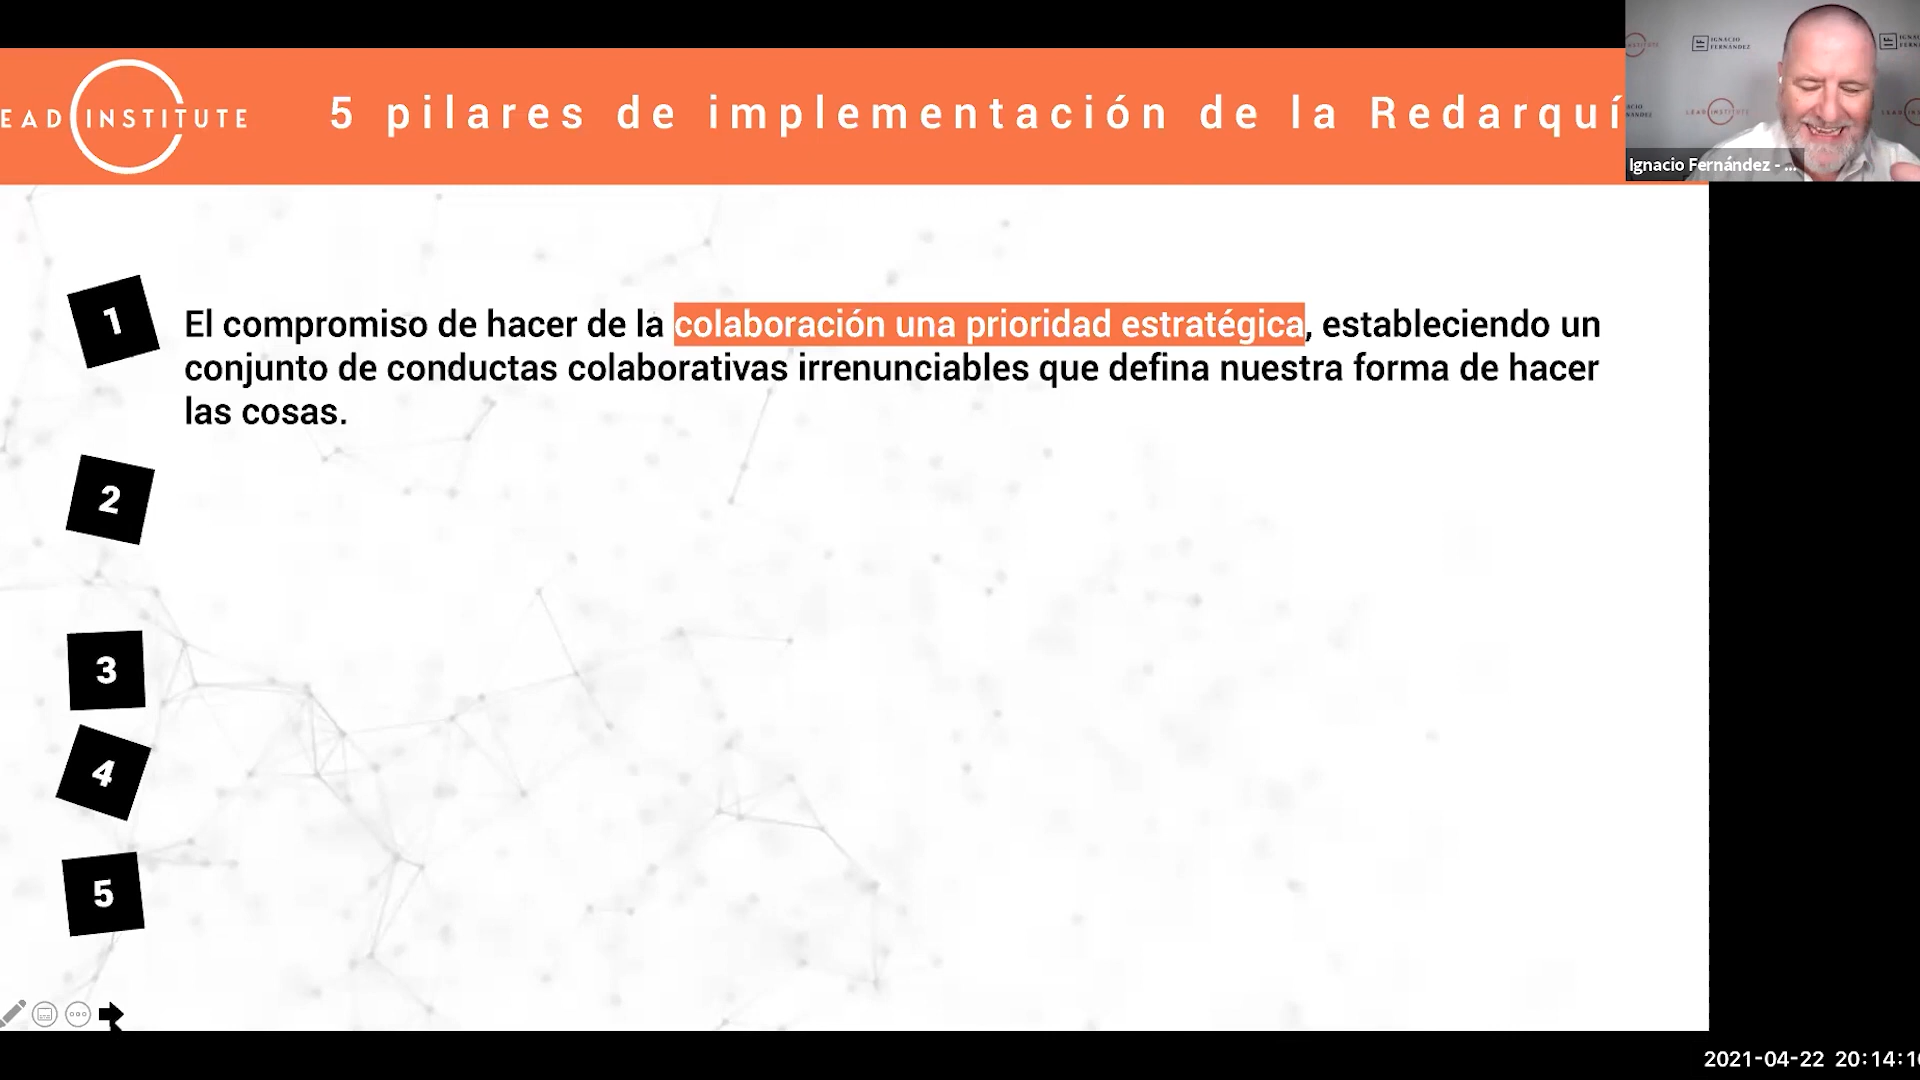 EAD INSTITUTE
5 pilares de implementación de la Redarquí
IGNACIO
FERNÁNDEZ
Ignacio Fernández - ...
1
El compromiso de hacer de la colaboración una prioridad estratégica, estableciendo un
conjunto de conductas colaborativas irrenunciables que defina nuestra forma de hacer
las cosas.
2
3
4
5
2021-04-22 20:14:1